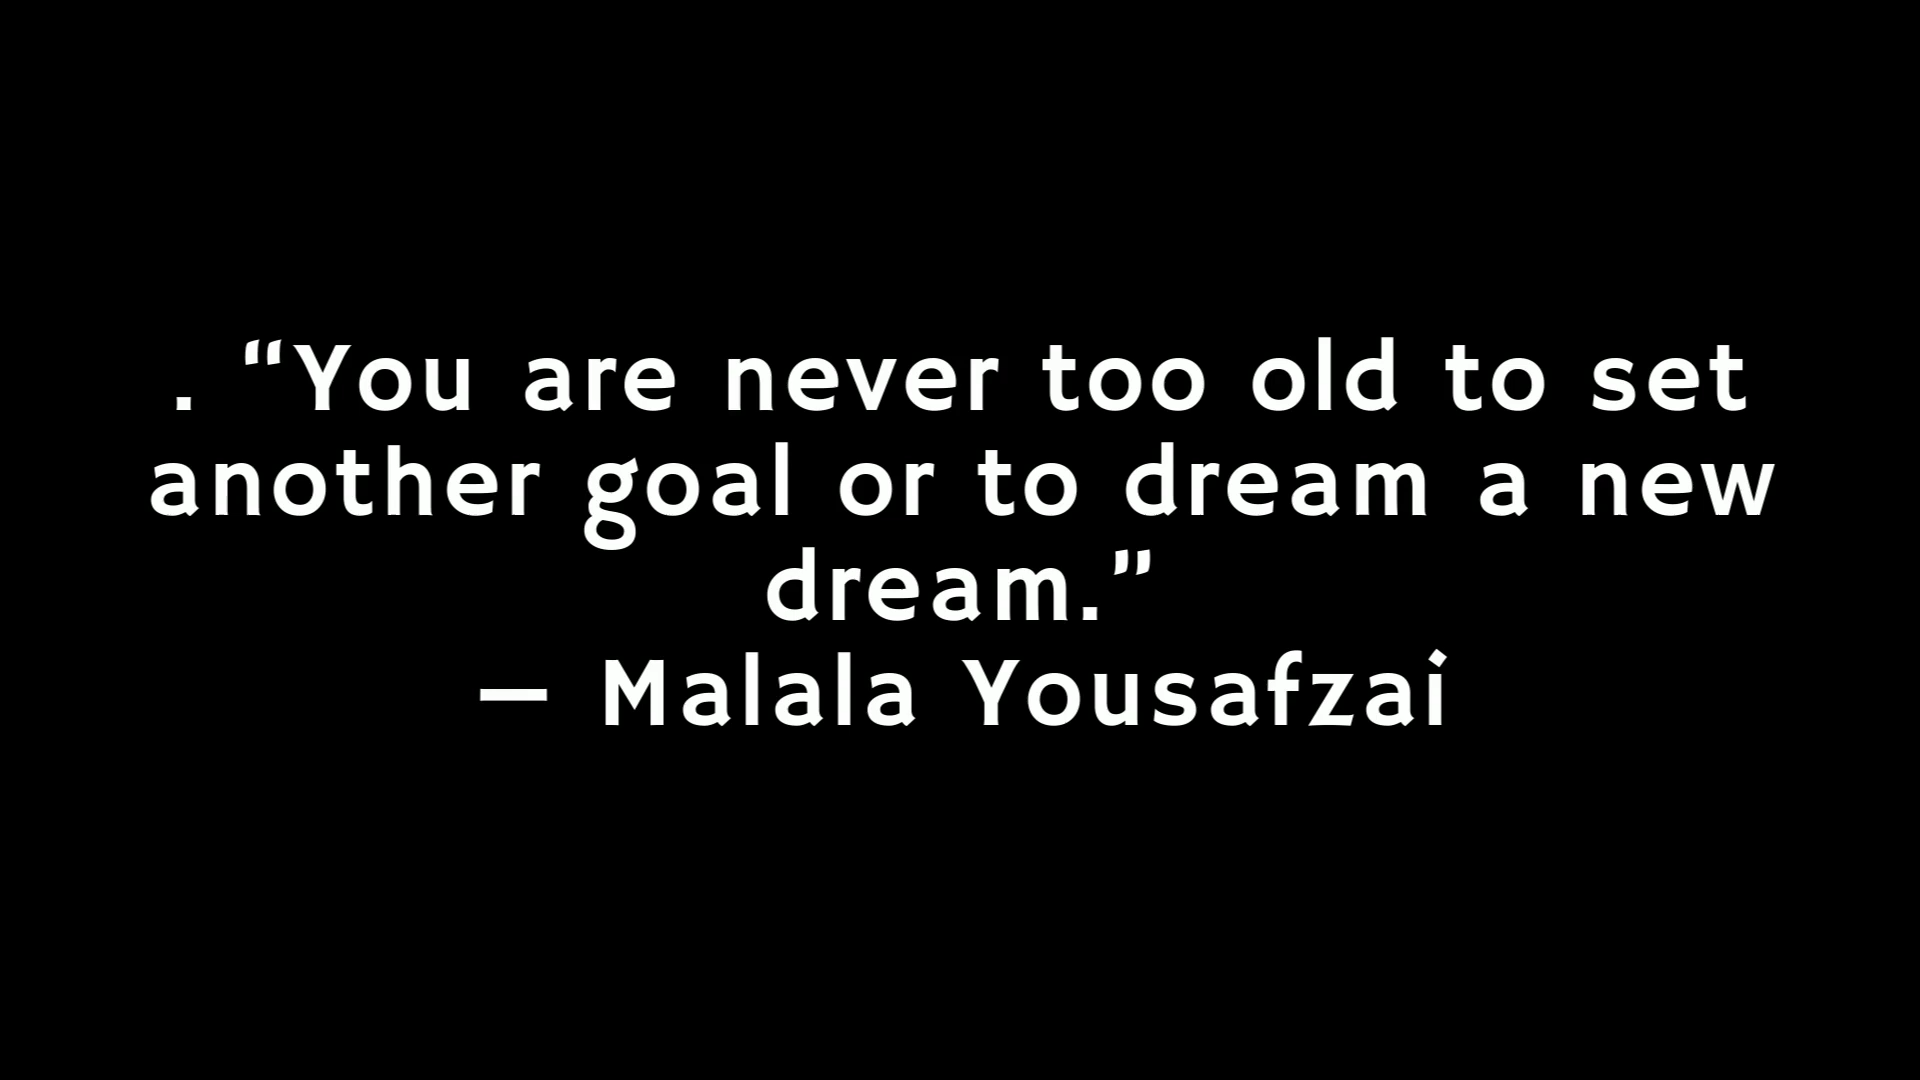 . “You are never too old to set
another goal or to dream a new
dream.”
— Malala Yousafzai